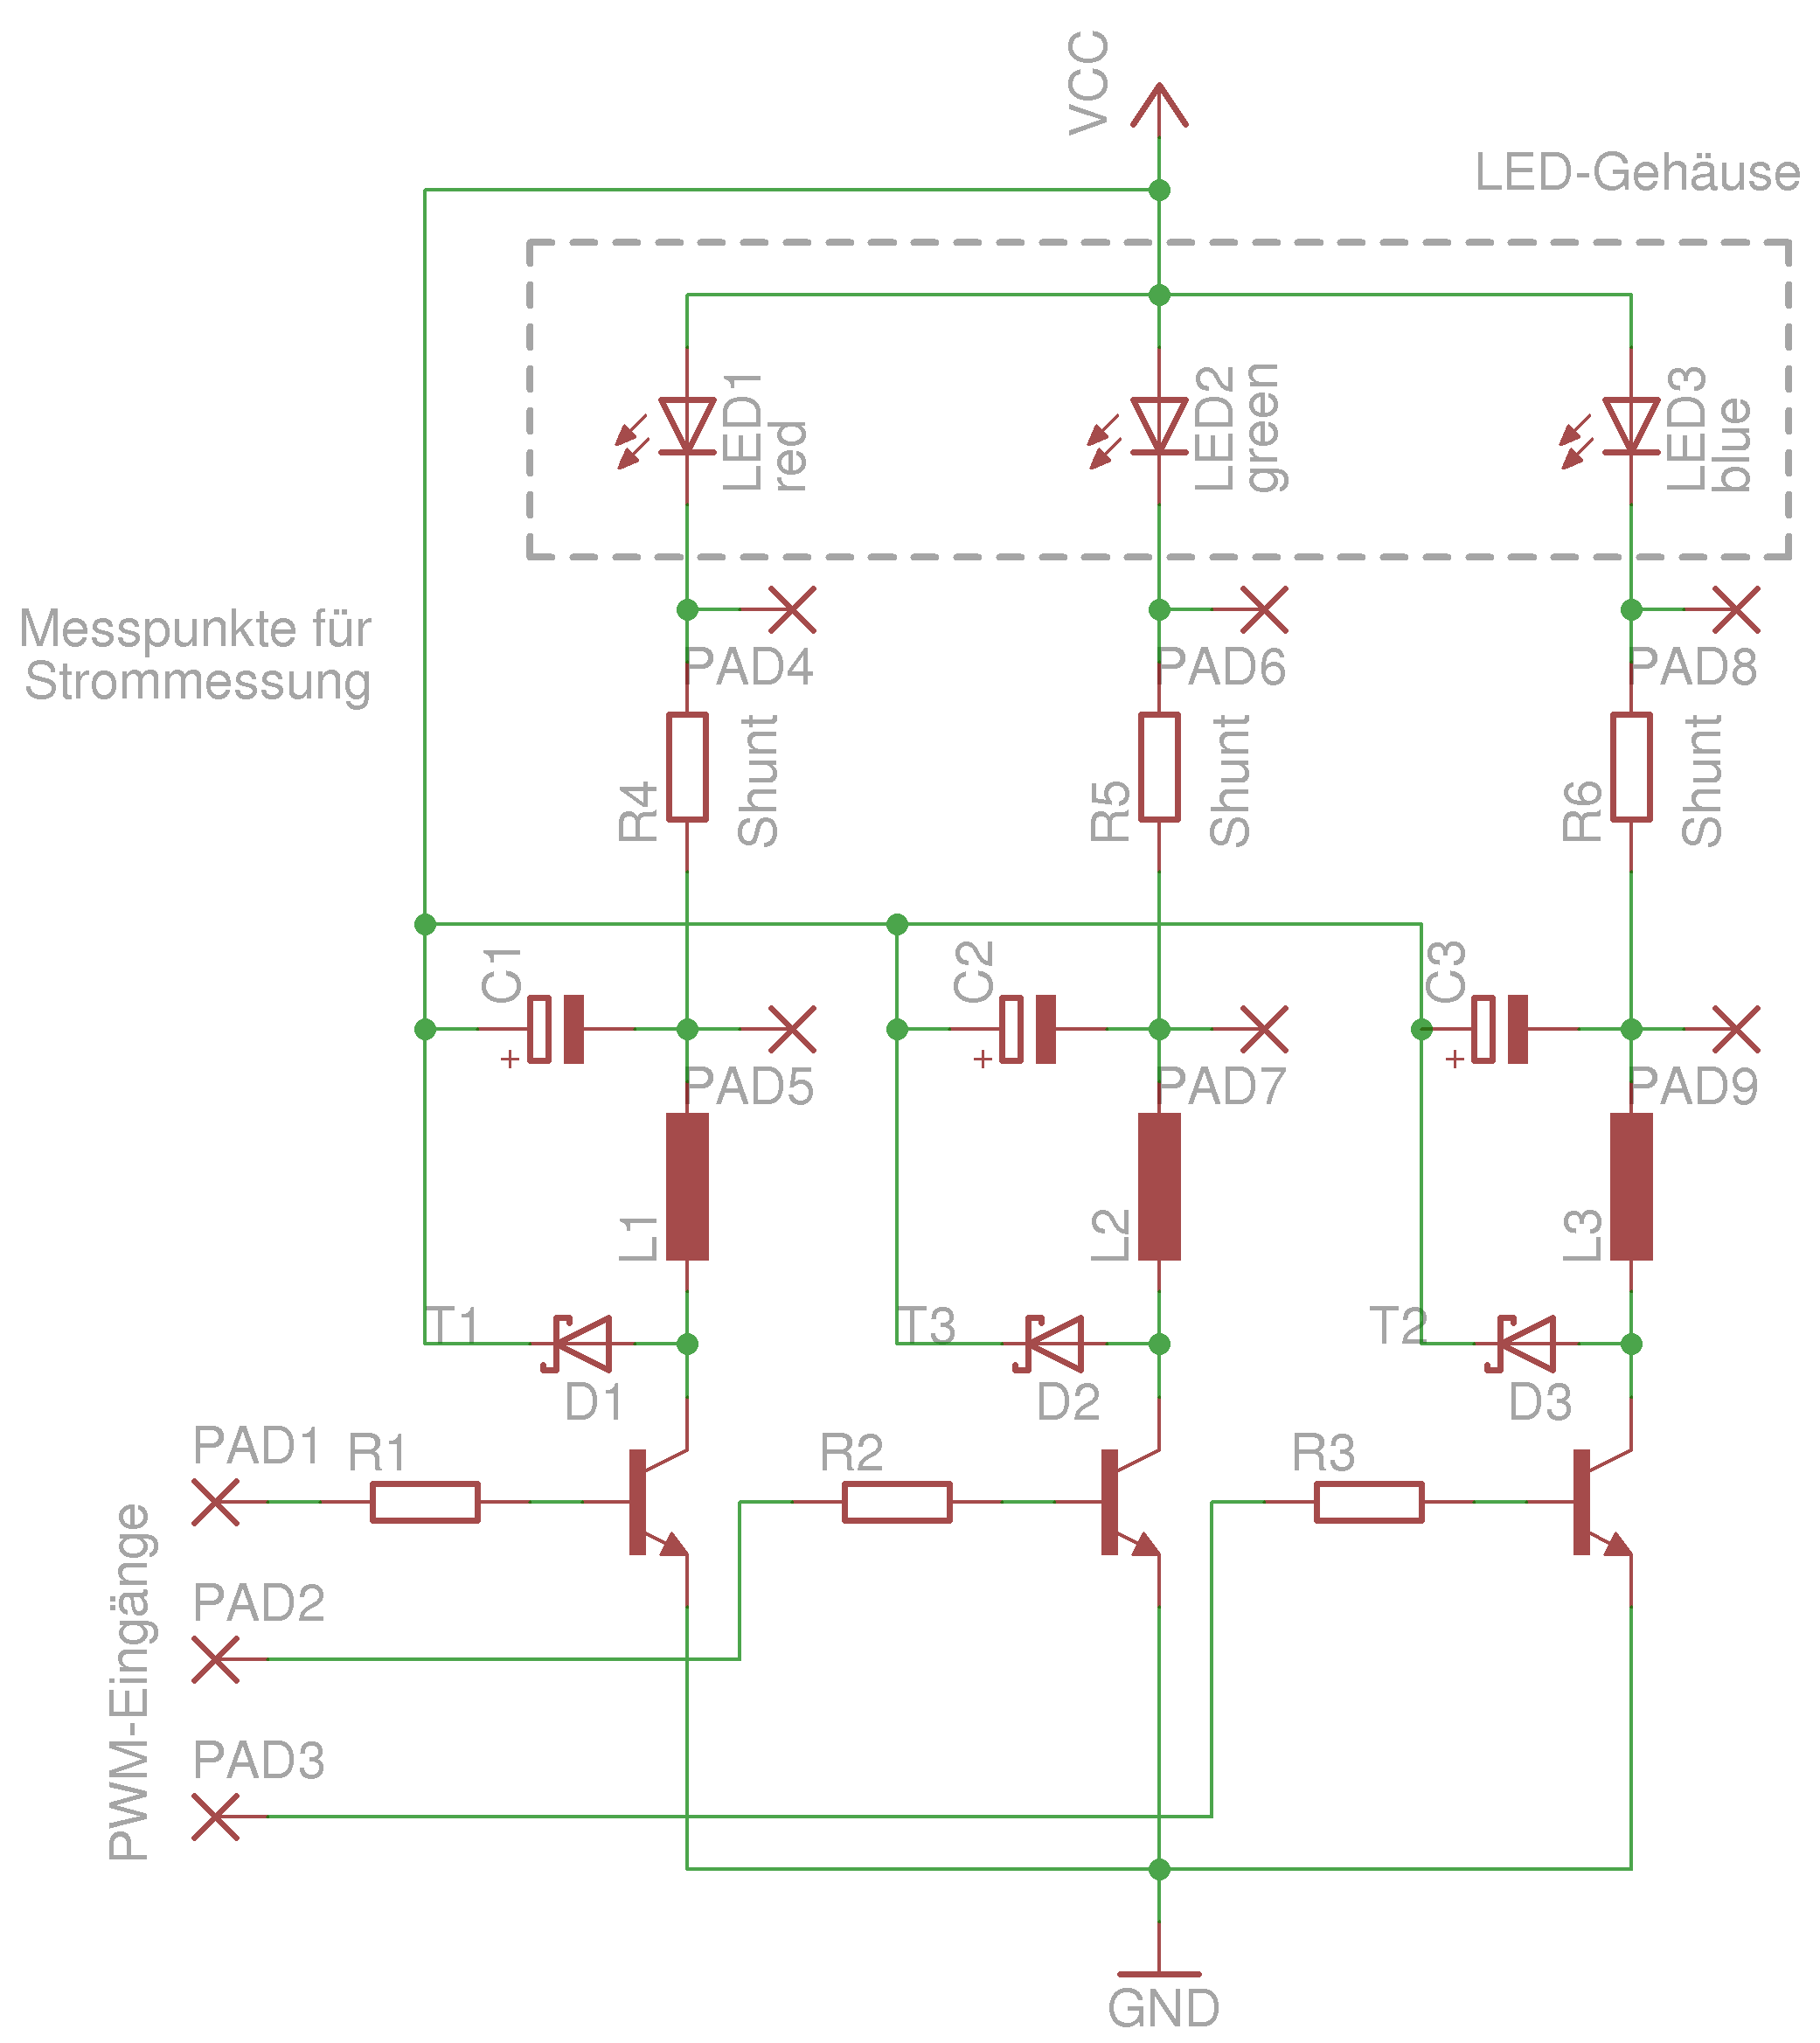 VCC
LED-Gehäuse
LED1
red
LED2
green
LED3
blue
Messpunkte für
Strommessung
PAD4
PAD6
PAD8
R4
Shunt
R5
Shunt
R6
Shunt
C1
+
C2
+
C3
+
PAD5
PAD7
PAD9
L1
L2
L3
T1
T3
T2
D1
D2
D3
PAD1
R1
R2
R3
PWM-Eingänge
PAD2
PAD3
GND